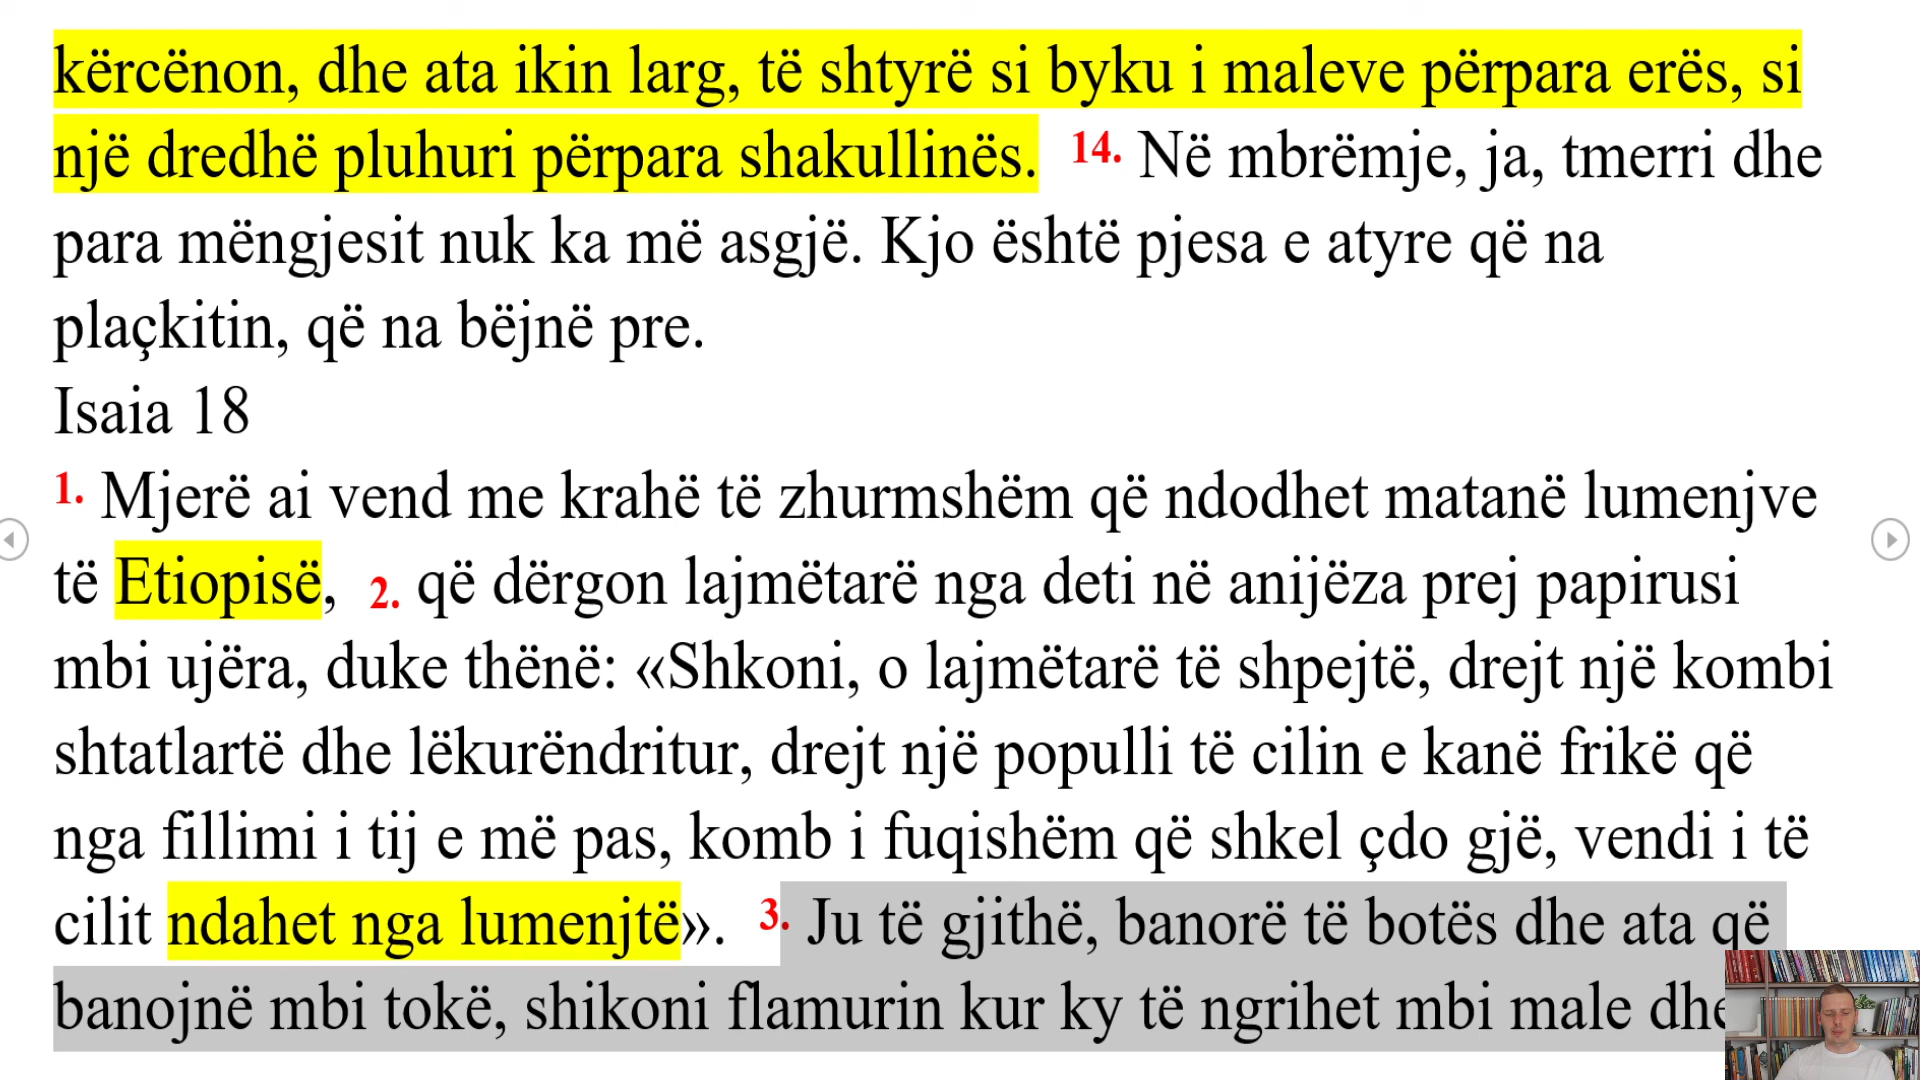 kërcënon, dhe ata ikin larg, të shtyrë si byku i maleve përpara erës, si
një dredhë pluhuri përpara shakullinës. 14. Në mbrëmje, ja, tmerri dhe
para mëngjesit nuk ka më asgjë. Kjo është pjesa e atyre që na
plaçkitin, që na bëjnë pre.
Isaia 18
1. Mjerë ai vend me krahë të zhurmshëm që ndodhet matanë lumenjve
të Etiopisë, 2. që dërgon lajmëtarë nga deti në anijëza prej papirusi
mbi ujëra, duke thënë: «Shkoni, o lajmëtarë të shpejtë, drejt një kombi
shtatlartë dhe lëkurëndritur, drejt një populli të cilin e kanë frikë që
nga fillimi i tij e më pas, komb i fuqishëm që shkel çdo gjë, vendi i të
cilit ndahet nga lumenjtë». 3. Ju të gjithë, banorë të botës dhe ata që
banojnë mbi tokë, shikoni flamurin kur ky të ngrihet mbi male dhe